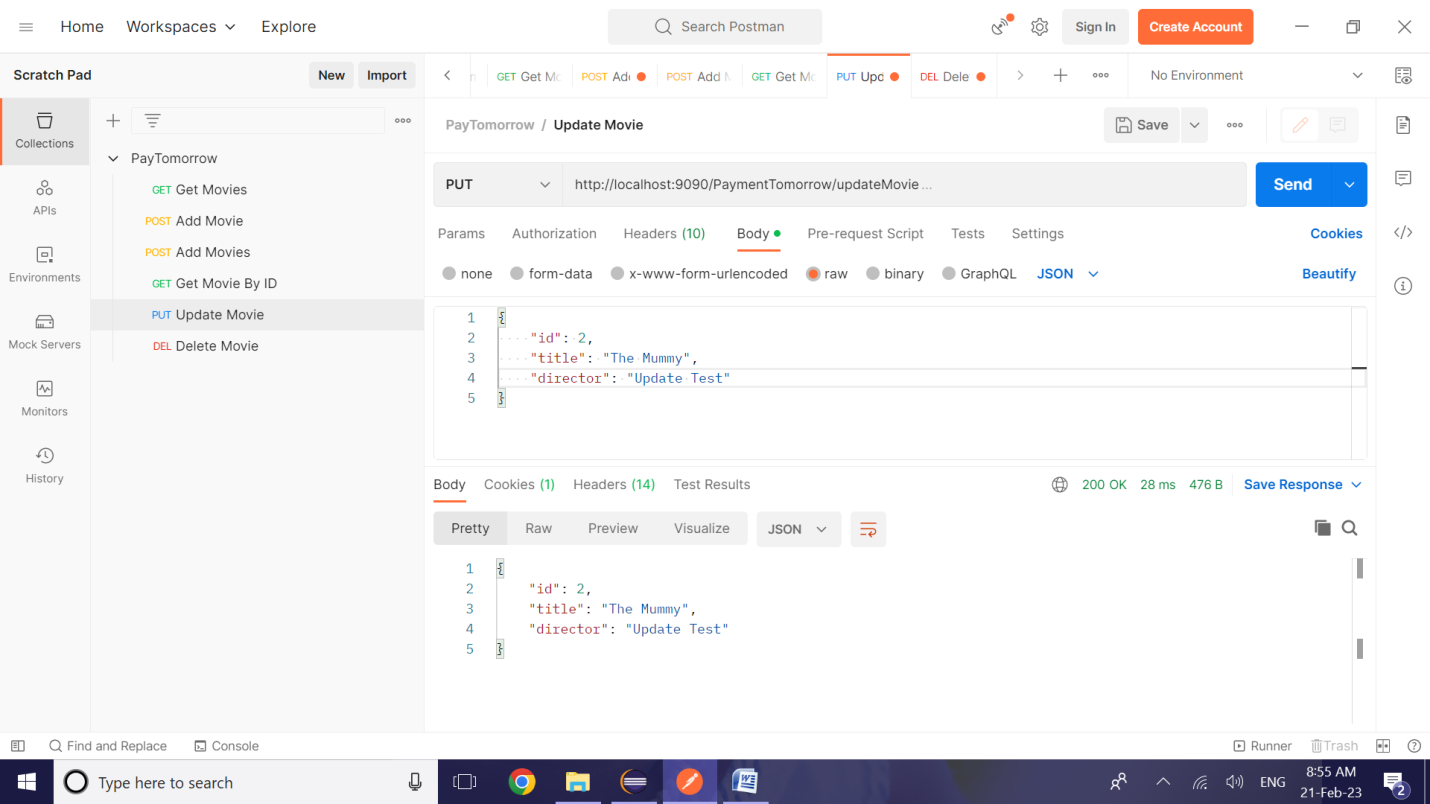 Home Workspaces Explore Search Postman Sign In Create Account
Scratch Pad New Import
GET Get Mo POST Ad POST Add M GET Get Mo PUT Upd DEL Dele No Environment
Collections
APIs
Environments
Mock Servers
Monitors
History
PayTomorrow
GET Get Movies
POST Add Movie
POST Add Movies
GET Get Movie By ID
PUT Update Movie
DEL Delete Movie
PayTomorrow / Update Movie Save
PUT http://localhost:9090/PaymentTomorrow/updateMovie ... Send
Params Authorization Headers (10) Body Pre-request Script Tests Settings Cookies
none form-data x-www-form-urlencoded raw binary GraphQL JSON Beautify
1 {
2 "id": 2,
3 "title": "The Mummy",
4 "director": "Update Test"
5 }
Body Cookies (1) Headers (14) Test Results 200 OK 28 ms 476 B Save Response
Pretty Raw Preview Visualize JSON
1 {
2 "id": 2,
3 "title": "The Mummy",
4 "director": "Update Test"
5 }
Find and Replace Console Runner Trash
Type here to search ENG 8:55 AM
21-Feb-23 2